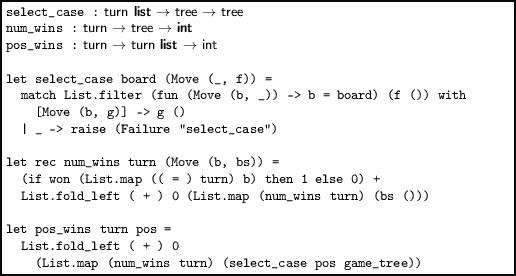 select_case : turn list → tree → tree
num_wins : turn → tree → int
pos_wins : turn → turn list → int
let select_case board (Move (_, f)) =
match List.filter (fun (Move (b, _)) -> b = board) (f ()) with
[Move (b, g)] -> g ()
| _ -> raise (Failure "select_case")
let rec num_wins turn (Move (b, bs)) =
(if won (List.map (( = ) turn) b) then 1 else 0) +
List.fold_left ( + ) 0 (List.map (num_wins turn) (bs ()))
let pos_wins turn pos =
List.fold_left ( + ) 0
(List.map (num_wins turn) (select_case pos game_tree))